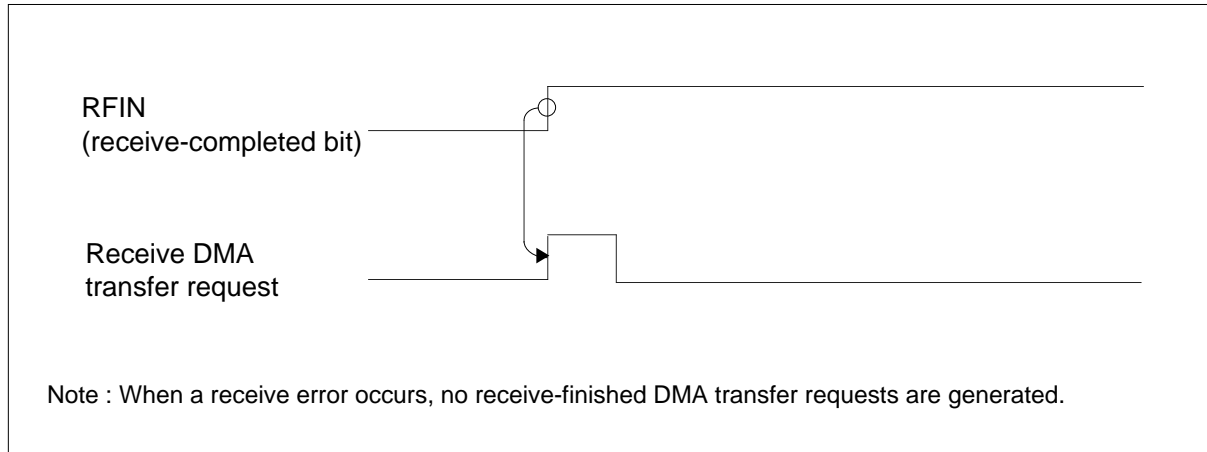 RFIN
(receive-completed bit)
Receive DMA
transfer request
Note : When a receive error occurs, no receive-finished DMA transfer requests are generated.